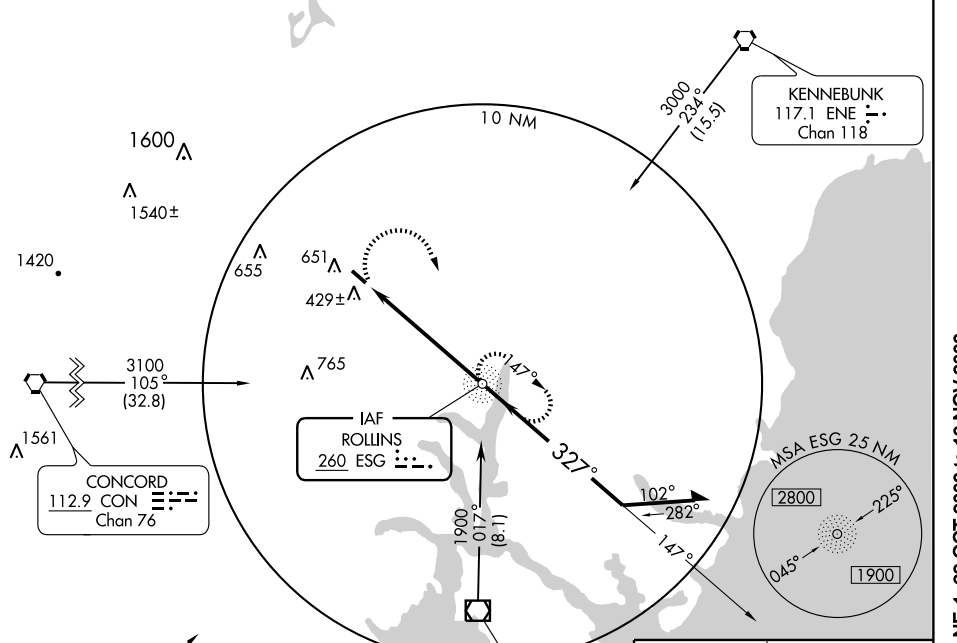 3000
234°
(15.5)
KENNEBUNK
117.1 ENE
Chan 118
10 NM
1600
1540±
1420
655
651
429±
765
3100
105°
(32.8)
147°
IAF
ROLLINS
260 ESG
1561
CONCORD
112.9 CON
Chan 76
327°
102°
282°
147°
1900
017°
(8.1)
MSA ESG 25 NM
2800
225°
045°
1900